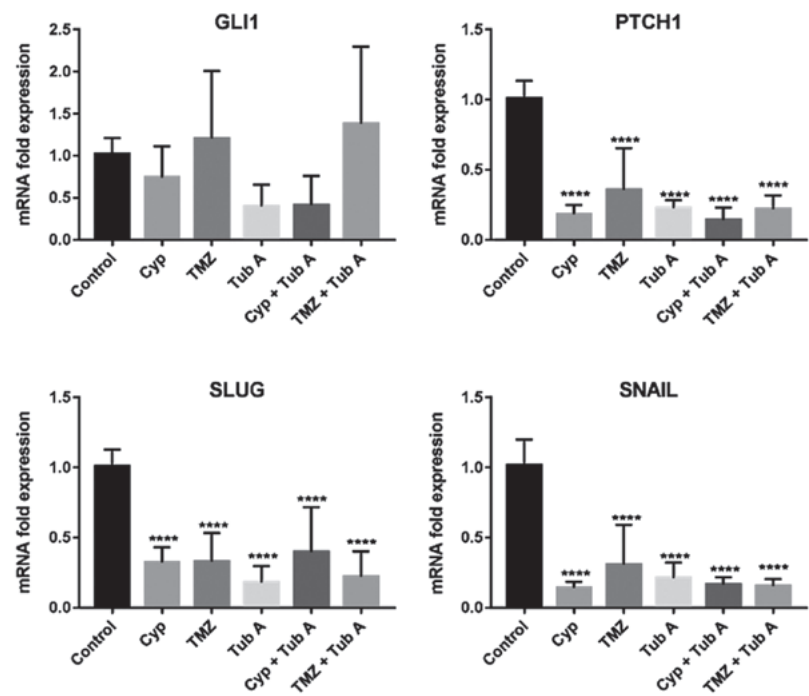 GLI1
mRNA fold expression
2.5
2.0
1.5
1.0
0.5
0.0
Control
Cyp
TMZ
Tub A
Cyp + Tub A
TMZ + Tub A
PTCH1
mRNA fold expression
1.5
1.0
0.5
0.0
****
****
****
****
****
Control
Cyp
TMZ
Tub A
Cyp + Tub A
TMZ + Tub A
SLUG
mRNA fold expression
1.5
1.0
0.5
0.0
****
****
****
****
****
Control
Cyp
TMZ
Tub A
Cyp + Tub A
TMZ + Tub A
SNAIL
mRNA fold expression
1.5
1.0
0.5
0.0
****
****
****
****
****
Control
Cyp
TMZ
Tub A
Cyp + Tub A
TMZ + Tub A